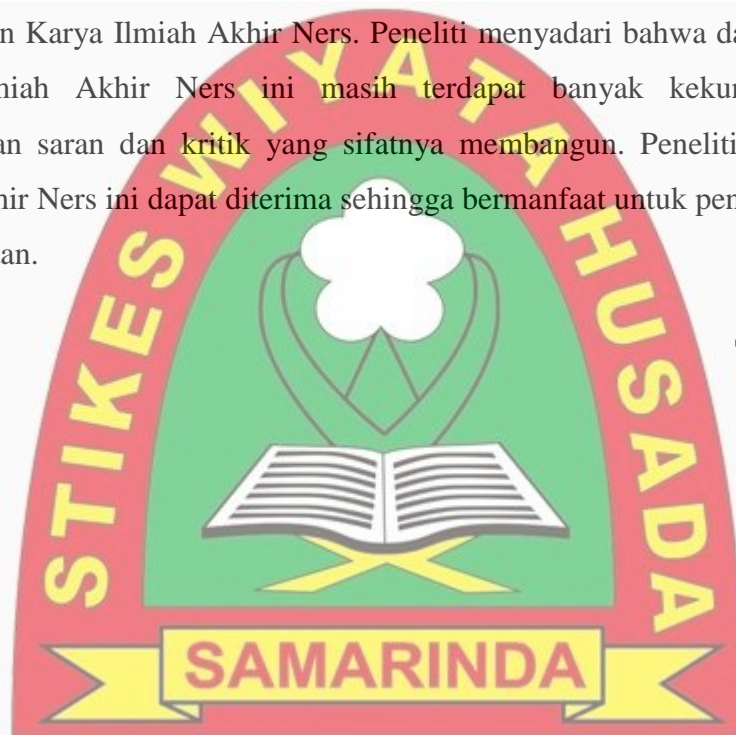 n Karya Ilmiah Akhir Ners. Peneliti menyadari bahwa da
miah Akhir Ners ini masih terdapat banyak kekur
an saran dan kritik yang sifatnya membangun. Peneliti
hir Ners ini dapat diterima sehingga bermanfaat untuk pen
tan.
STIKES WIYATA HUSADA
SAMARINDA